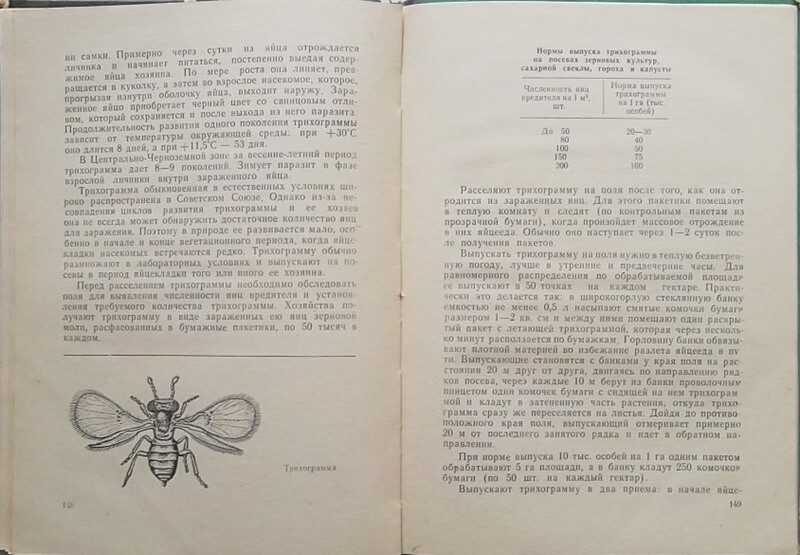 ни самки. Примерно через сутки из яйца отрождается
личинка и начинает питаться, постепенно выедая содер-
жимое яйца хозяина. По мере роста она линяет, прев-
ращается в куколку, а затем во взрослое насекомое, которое,
прогрызая изнутри оболочку яйца, выходит наружу. Зара-
женное яйцо приобретает черный цвет со свинцовым отли-
вом, который сохраняется и после выхода из него паразита.
Продолжительность развития одного поколения трихограммы
зависит от температуры окружающей среды: при +30°С
оно длится 8 дней, а при +11,5°С — 53 дня.
В Центрально-Черноземной зоне за весенне-летний период
трихограмма дает 8—9 поколений. Зимует паразит в фазе
взрослой личинки внутри зараженного яйца.
Трихограмма обыкновенная в естественных условиях ши-
роко распространена в Советском Союзе. Однако из-за не-
совпадения циклов развития трихограммы и ее хозяев
она не всегда может обнаружить достаточное количество яиц
для заражения. Поэтому в природе ее развивается мало, осо-
бенно в начале и конце вегетационного периода, когда яйце-
кладки насекомых встречаются редко. Трихограмму обычно
размножают в лабораторных условиях и выпускают на по-
севы в период яйцекладки того или иного ее хозяина.
Перед расселением трихограммы необходимо обследовать
поля для выявления численности яиц вредителя и установ-
ления требуемого количества трихограммы. Хозяйства по-
лучают трихограмму в виде зараженных ею яиц зерновой
моли, расфасованных в бумажные пакетики, по 50 тысяч в
каждом.
Трихограмма
148
Нормы выпуска трихограммы
на посевах зерновых культур,
сахарной свеклы, гороха и капусты
Численность яиц
вредителя на 1 м²,
шт.
Норма выпуска
трихограммы
на 1 га (тыс.
особей)
До 50 20—30
80 40
100 50
150 75
200 100
Расселяют трихограмму на поля после того, как она от-
родится из зараженных яиц. Для этого пакетики помещают
в теплую комнату и следят (по контрольным пакетам из
прозрачной бумаги), когда произойдет массовое отрождение
в них яйцееда. Обычно оно наступает через 1—2 суток пос-
ле получения пакетов.
Выпускать трихограмму на поля нужно в теплую безветрен-
ную погоду, лучше в утренние и предвечерние часы. Для
равномерного распределения по обрабатываемой площади
ее выпускают в 50 точках на каждом гектаре. Практи-
чески это делается так: в широкогорлую стеклянную банку
емкостью не менее 0,5 л насыпают смятые комочки бумаги
размером 1—2 кв. см и между ними помещают один раскры-
тый пакет с летающей трихограммой, которая через несколь-
ко минут расползается по бумажкам. Горловину банки обвязы-
вают плотной материей во избежание разлета яйцееда в пу
ти. Выпускающие становятся с банками у края поля на рас-
стоянии 20 м друг от друга, двигаясь по направлению ряд-
ков посева, через каждые 10 м берут из банки проволочным
пинцетом один комочек бумаги с сидящей на нем трихограм
мой и кладут в затененную часть растения, откуда трихо-
грамма сразу же переселяется на листья. Дойдя до противо-
положного края поля, выпускающий отмеривает примерно
20 м от последнего занятого рядка и идет в обратном на-
правлении.
При норме выпуска 10 тыс. особей на 1 га одним пакетом
обрабатывают 5 га площади, а в банку кладут 250 комочков
бумаги (по 50 шт. на каждый гектар).
Выпускают трихограмму в два приема: в начале яйце-
149